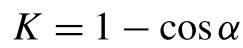 K = 1 − cos α